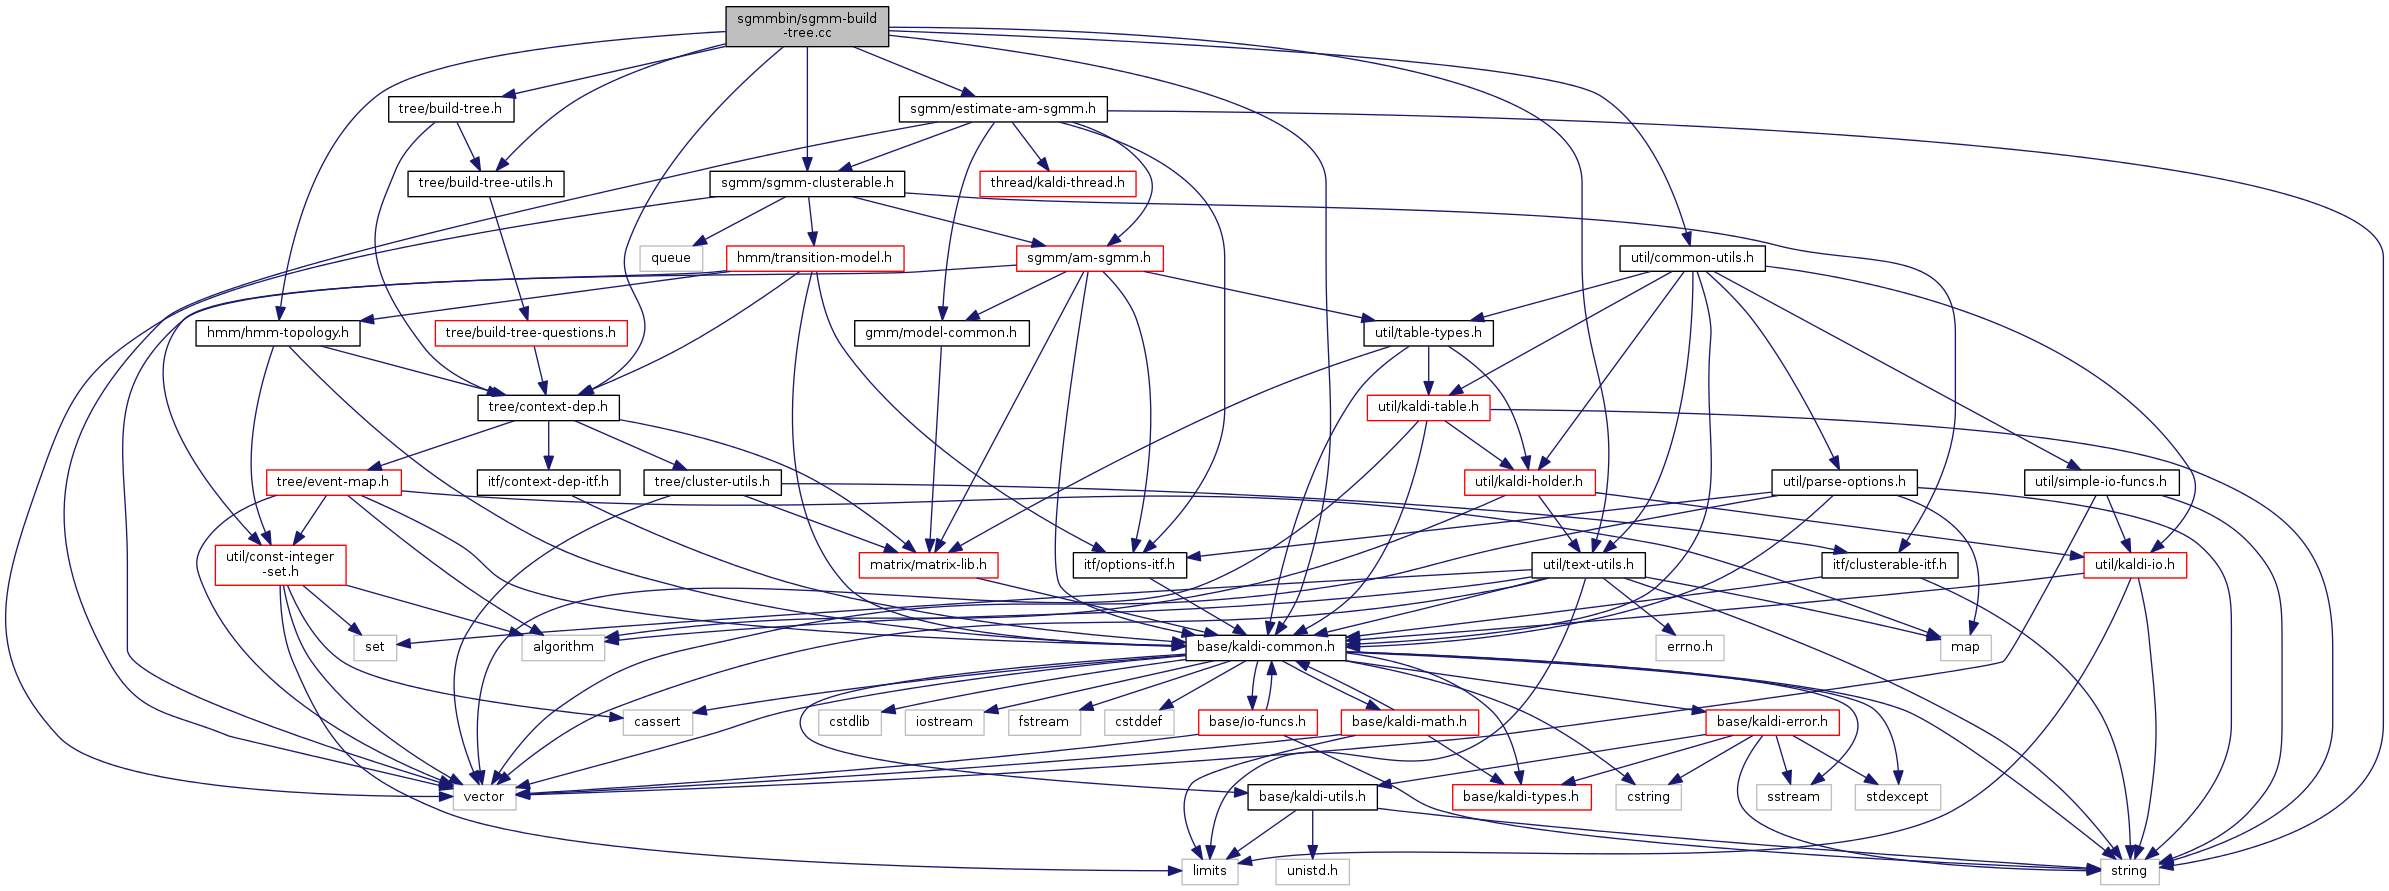 sgmmbin/sgmm-build
-tree.cc
tree/build-tree.h
sgmm/estimate-am-sgmm.h
tree/build-tree-utils.h
sgmm/sgmm-clusterable.h
thread/kaldi-thread.h
queue
hmm/transition-model.h
sgmm/am-sgmm.h
util/common-utils.h
hmm/hmm-topology.h
tree/build-tree-questions.h
gmm/model-common.h
util/table-types.h
tree/context-dep.h
util/kaldi-table.h
tree/event-map.h
itf/context-dep-itf.h
tree/cluster-utils.h
util/kaldi-holder.h
util/parse-options.h
util/simple-io-funcs.h
util/const-integer
-set.h
matrix/matrix-lib.h
itf/options-itf.h
util/text-utils.h
itf/clusterable-itf.h
util/kaldi-io.h
set
algorithm
base/kaldi-common.h
errno.h
map
cassert
cstdlib
iostream
fstream
cstddef
base/io-funcs.h
base/kaldi-math.h
base/kaldi-error.h
vector
base/kaldi-utils.h
base/kaldi-types.h
cstring
sstream
stdexcept
limits
unistd.h
string